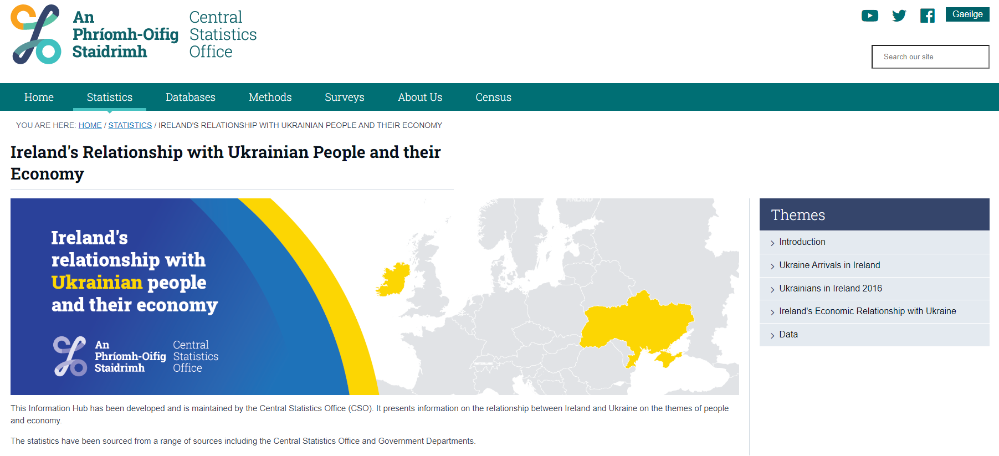 An
Phríomh-Oifig
Staidrimh
Central
Statistics
Office
Gaeilge
Search our site
Home
Statistics
Databases
Methods
Surveys
About Us
Census
YOU ARE HERE: HOME / STATISTICS / IRELAND'S RELATIONSHIP WITH UKRAINIAN PEOPLE AND THEIR ECONOMY
Ireland's Relationship with Ukrainian People and their
Economy
Ireland's
relationship with
Ukrainian people
and their economy
An
Phríomh-Oifig
Staidrimh
Central
Statistics
Office
FINLAND
SWITZERLAND
Themes
Introduction
Ukraine Arrivals in Ireland
Ukrainians in Ireland 2016
Ireland's Economic Relationship with Ukraine
Data
This Information Hub has been developed and is maintained by the Central Statistics Office (CSO). It presents information on the relationship between Ireland and Ukraine on the themes of people
and economy.
The statistics have been sourced from a range of sources including the Central Statistics Office and Government Departments.